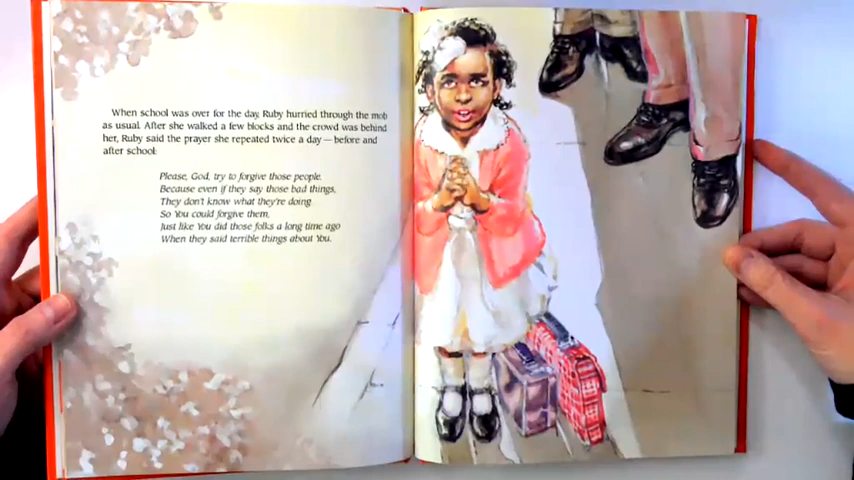 When school was over for the day, Ruby hurried through the mob
as usual. After she walked a few blocks and the crowd was behind
her, Ruby said the prayer she repeated twice a day — before and
after school:
Please, God, try to forgive those people.
Because even if they say those bad things,
They don't know what they're doing.
So You could forgive them,
Just like You did those folks a long time ago
When they said terrible things about You.